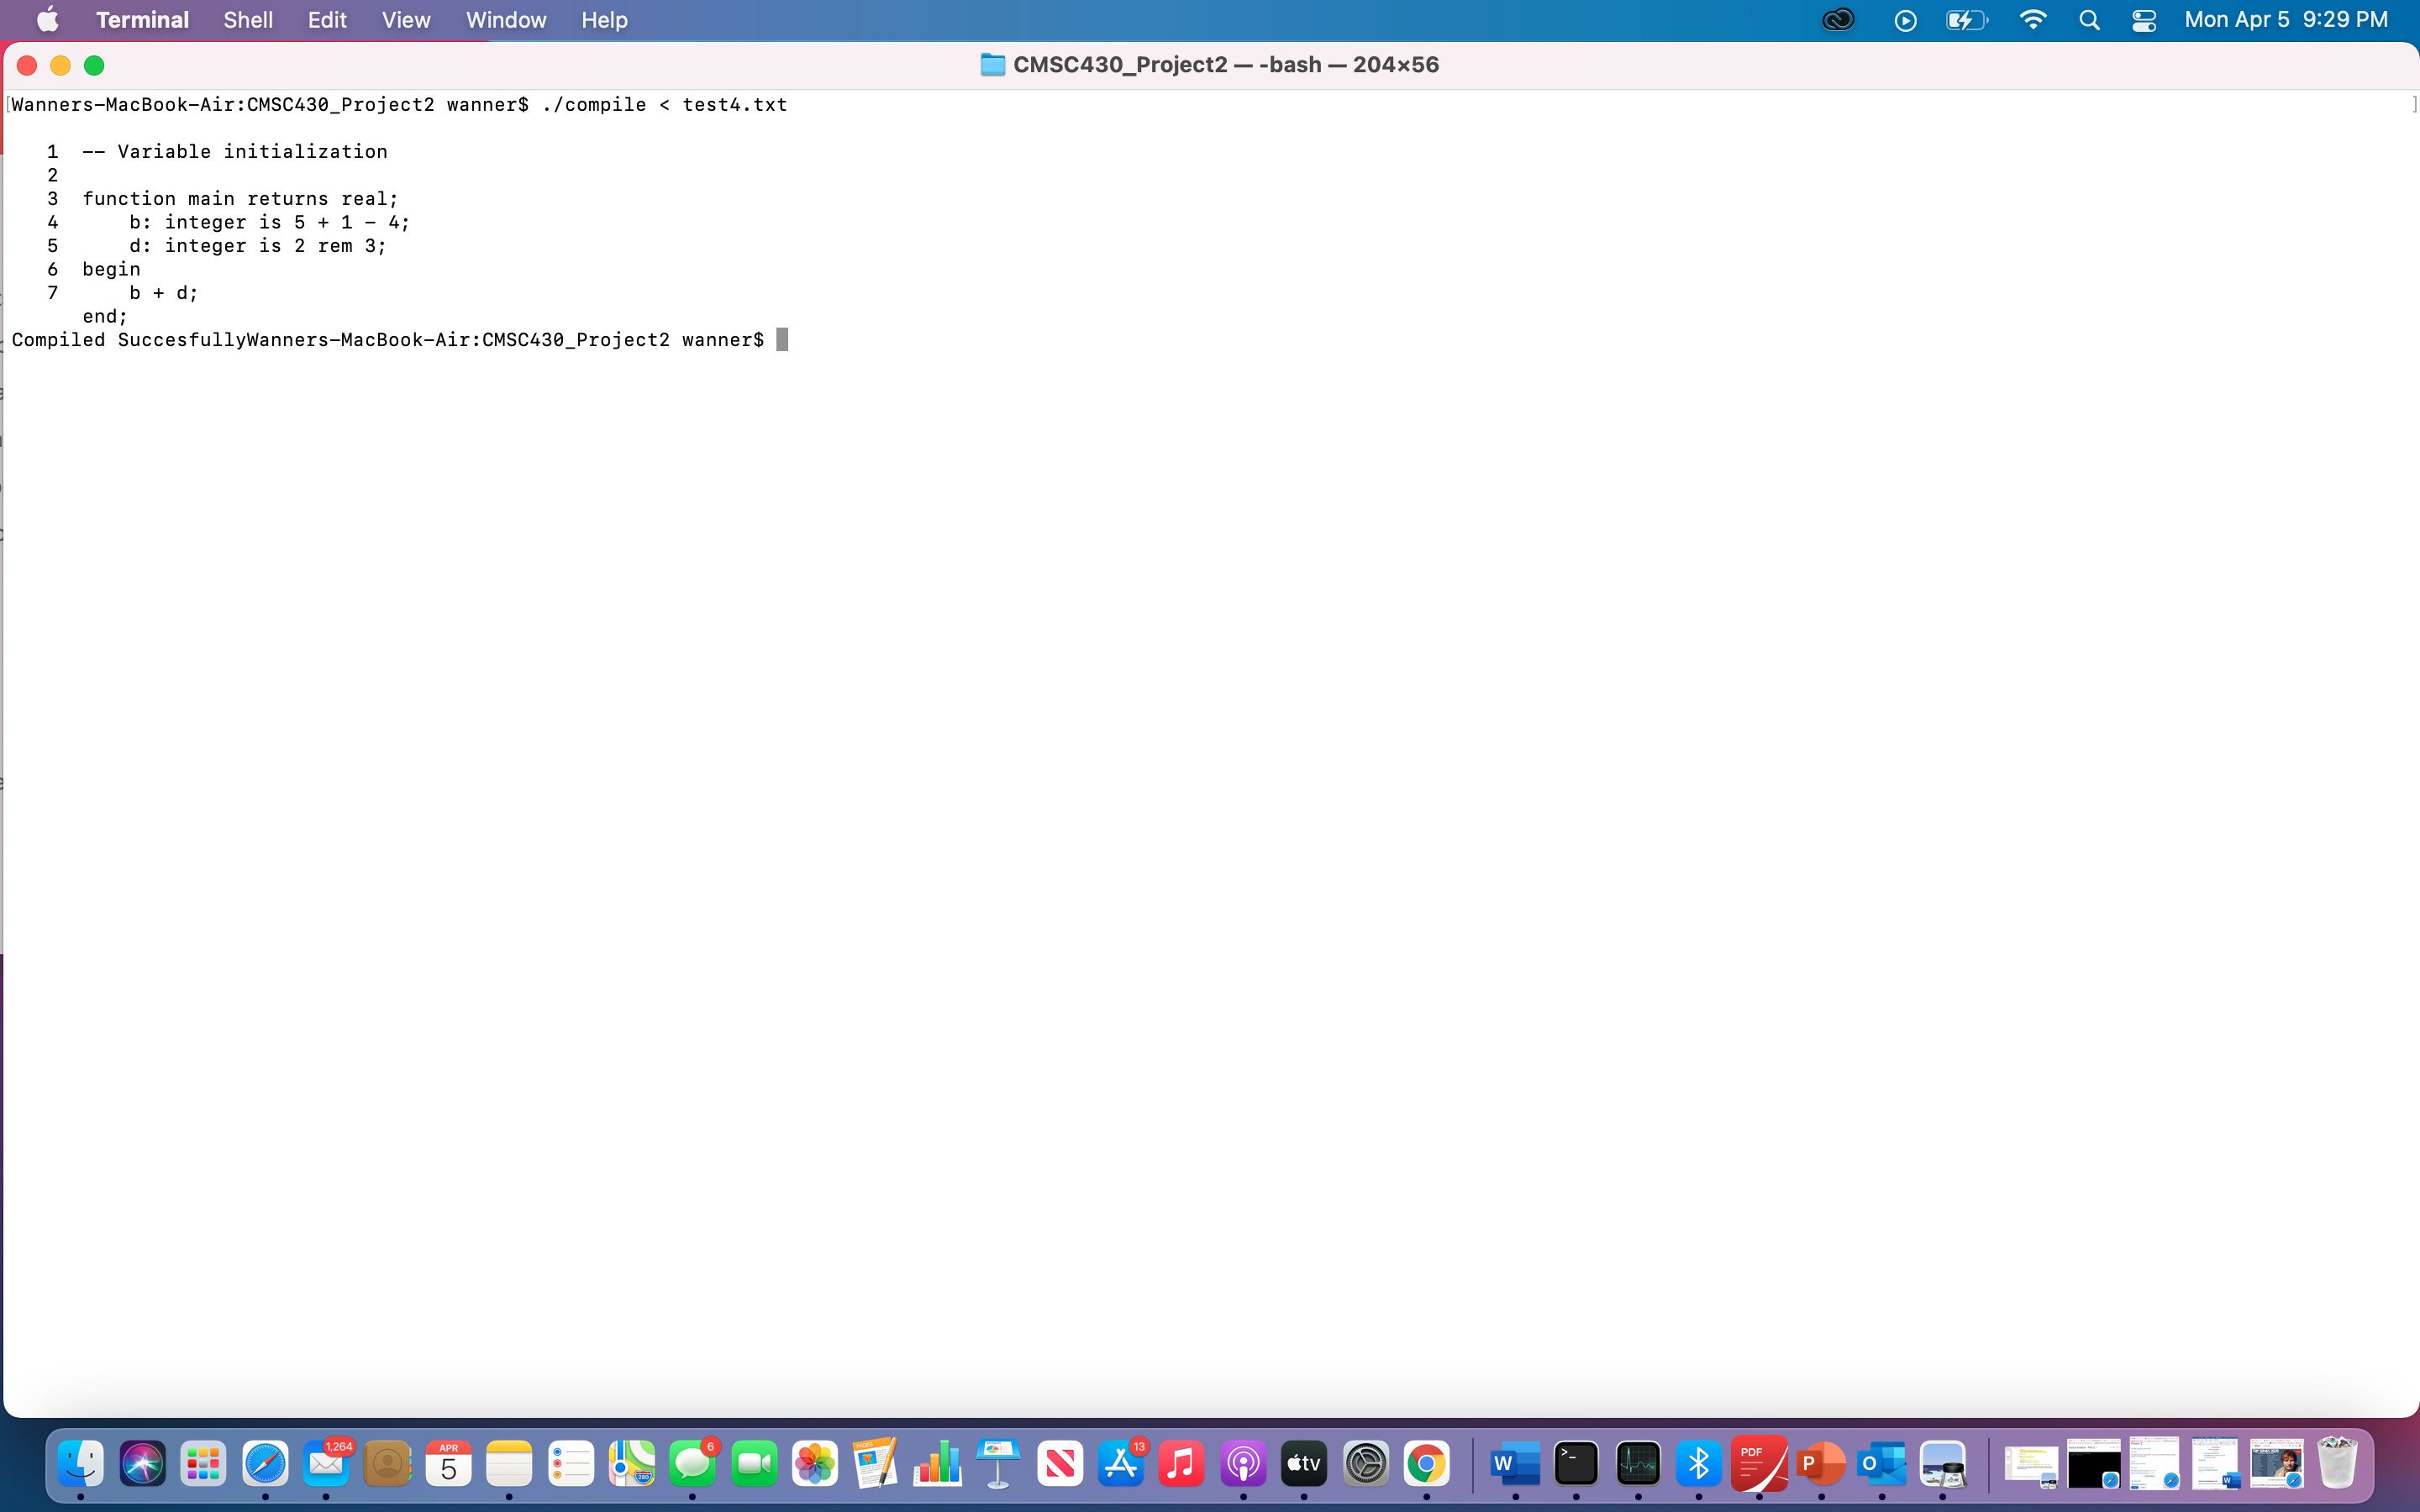 Terminal Shell Edit View Window Help Mon Apr 5 9:29 PM
CMSC430_Project2 — -bash — 204×56
[Wanners-MacBook-Air:CMSC430_Project2 wanner$ ./compile < test4.txt ]
1 -- Variable initialization
2
3 function main returns real;
4 b: integer is 5 + 1 - 4;
5 d: integer is 2 rem 3;
6 begin
7 b + d;
end;
Compiled SuccesfullyWanners-MacBook-Air:CMSC430_Project2 wanner$
1,264 APR 5 280 6 PAGES 13 tv W >_ PDF P O